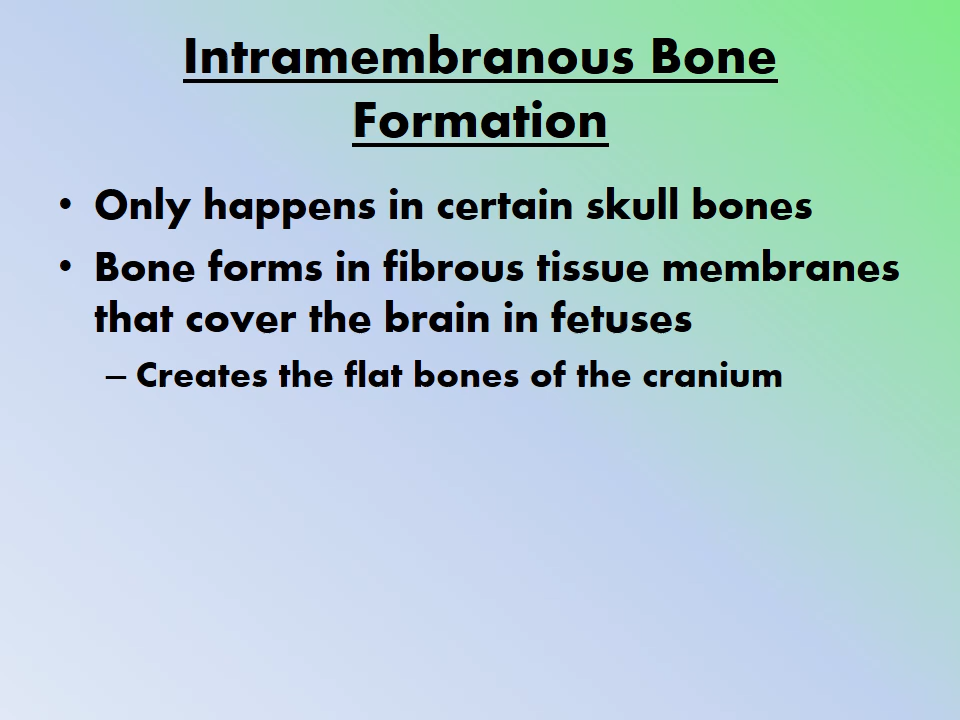 Intramembranous Bone
Formation
• Only happens in certain skull bones
• Bone forms in fibrous tissue membranes
that cover the brain in fetuses
– Creates the flat bones of the cranium